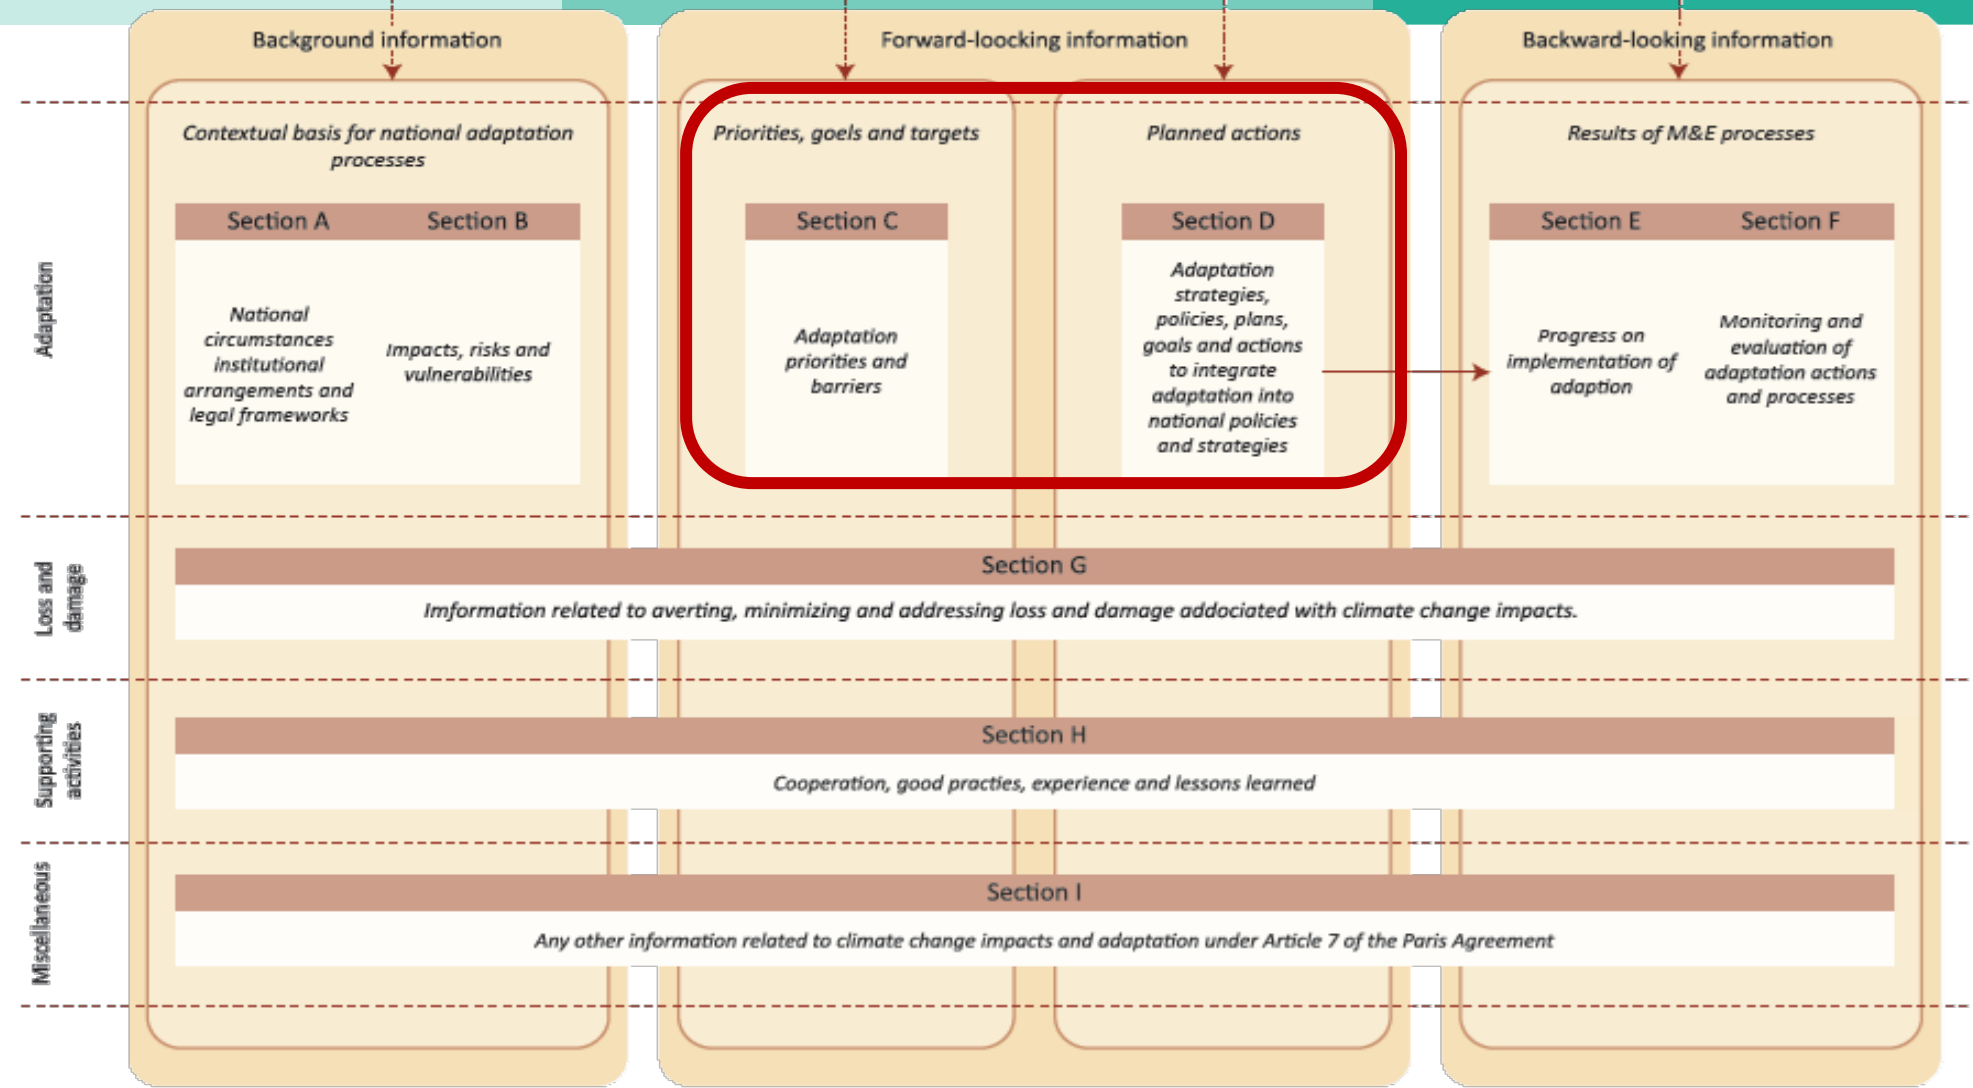 Background information
Forward-loocking information
Backward-looking information
Contextual basis for national adaptation
processes
Priorities, goels and targets
Planned actions
Results of M&E processes
Adaptation
Section A
Section B
National
circumstances
institutional
arrangements and
legal frameworks
Impacts, risks and
vulnerabilities
Section C
Adaptation
priorities and
barriers
Section D
Adaptation
strategies,
policies, plans,
goals and actions
to integrate
adaptation into
national policies
and strategies
Section E
Section F
Progress on
implementation of
adaption
Monitoring and
evaluation of
adaptation actions
and processes
Loss and
damage
Section G
Imformation related to averting, minimizing and addressing loss and damage addociated with climate change impacts.
Supporting
activities
Section H
Cooperation, good practies, experience and lessons learned
Miscellaneous
Section I
Any other information related to climate change impacts and adaptation under Article 7 of the Paris Agreement